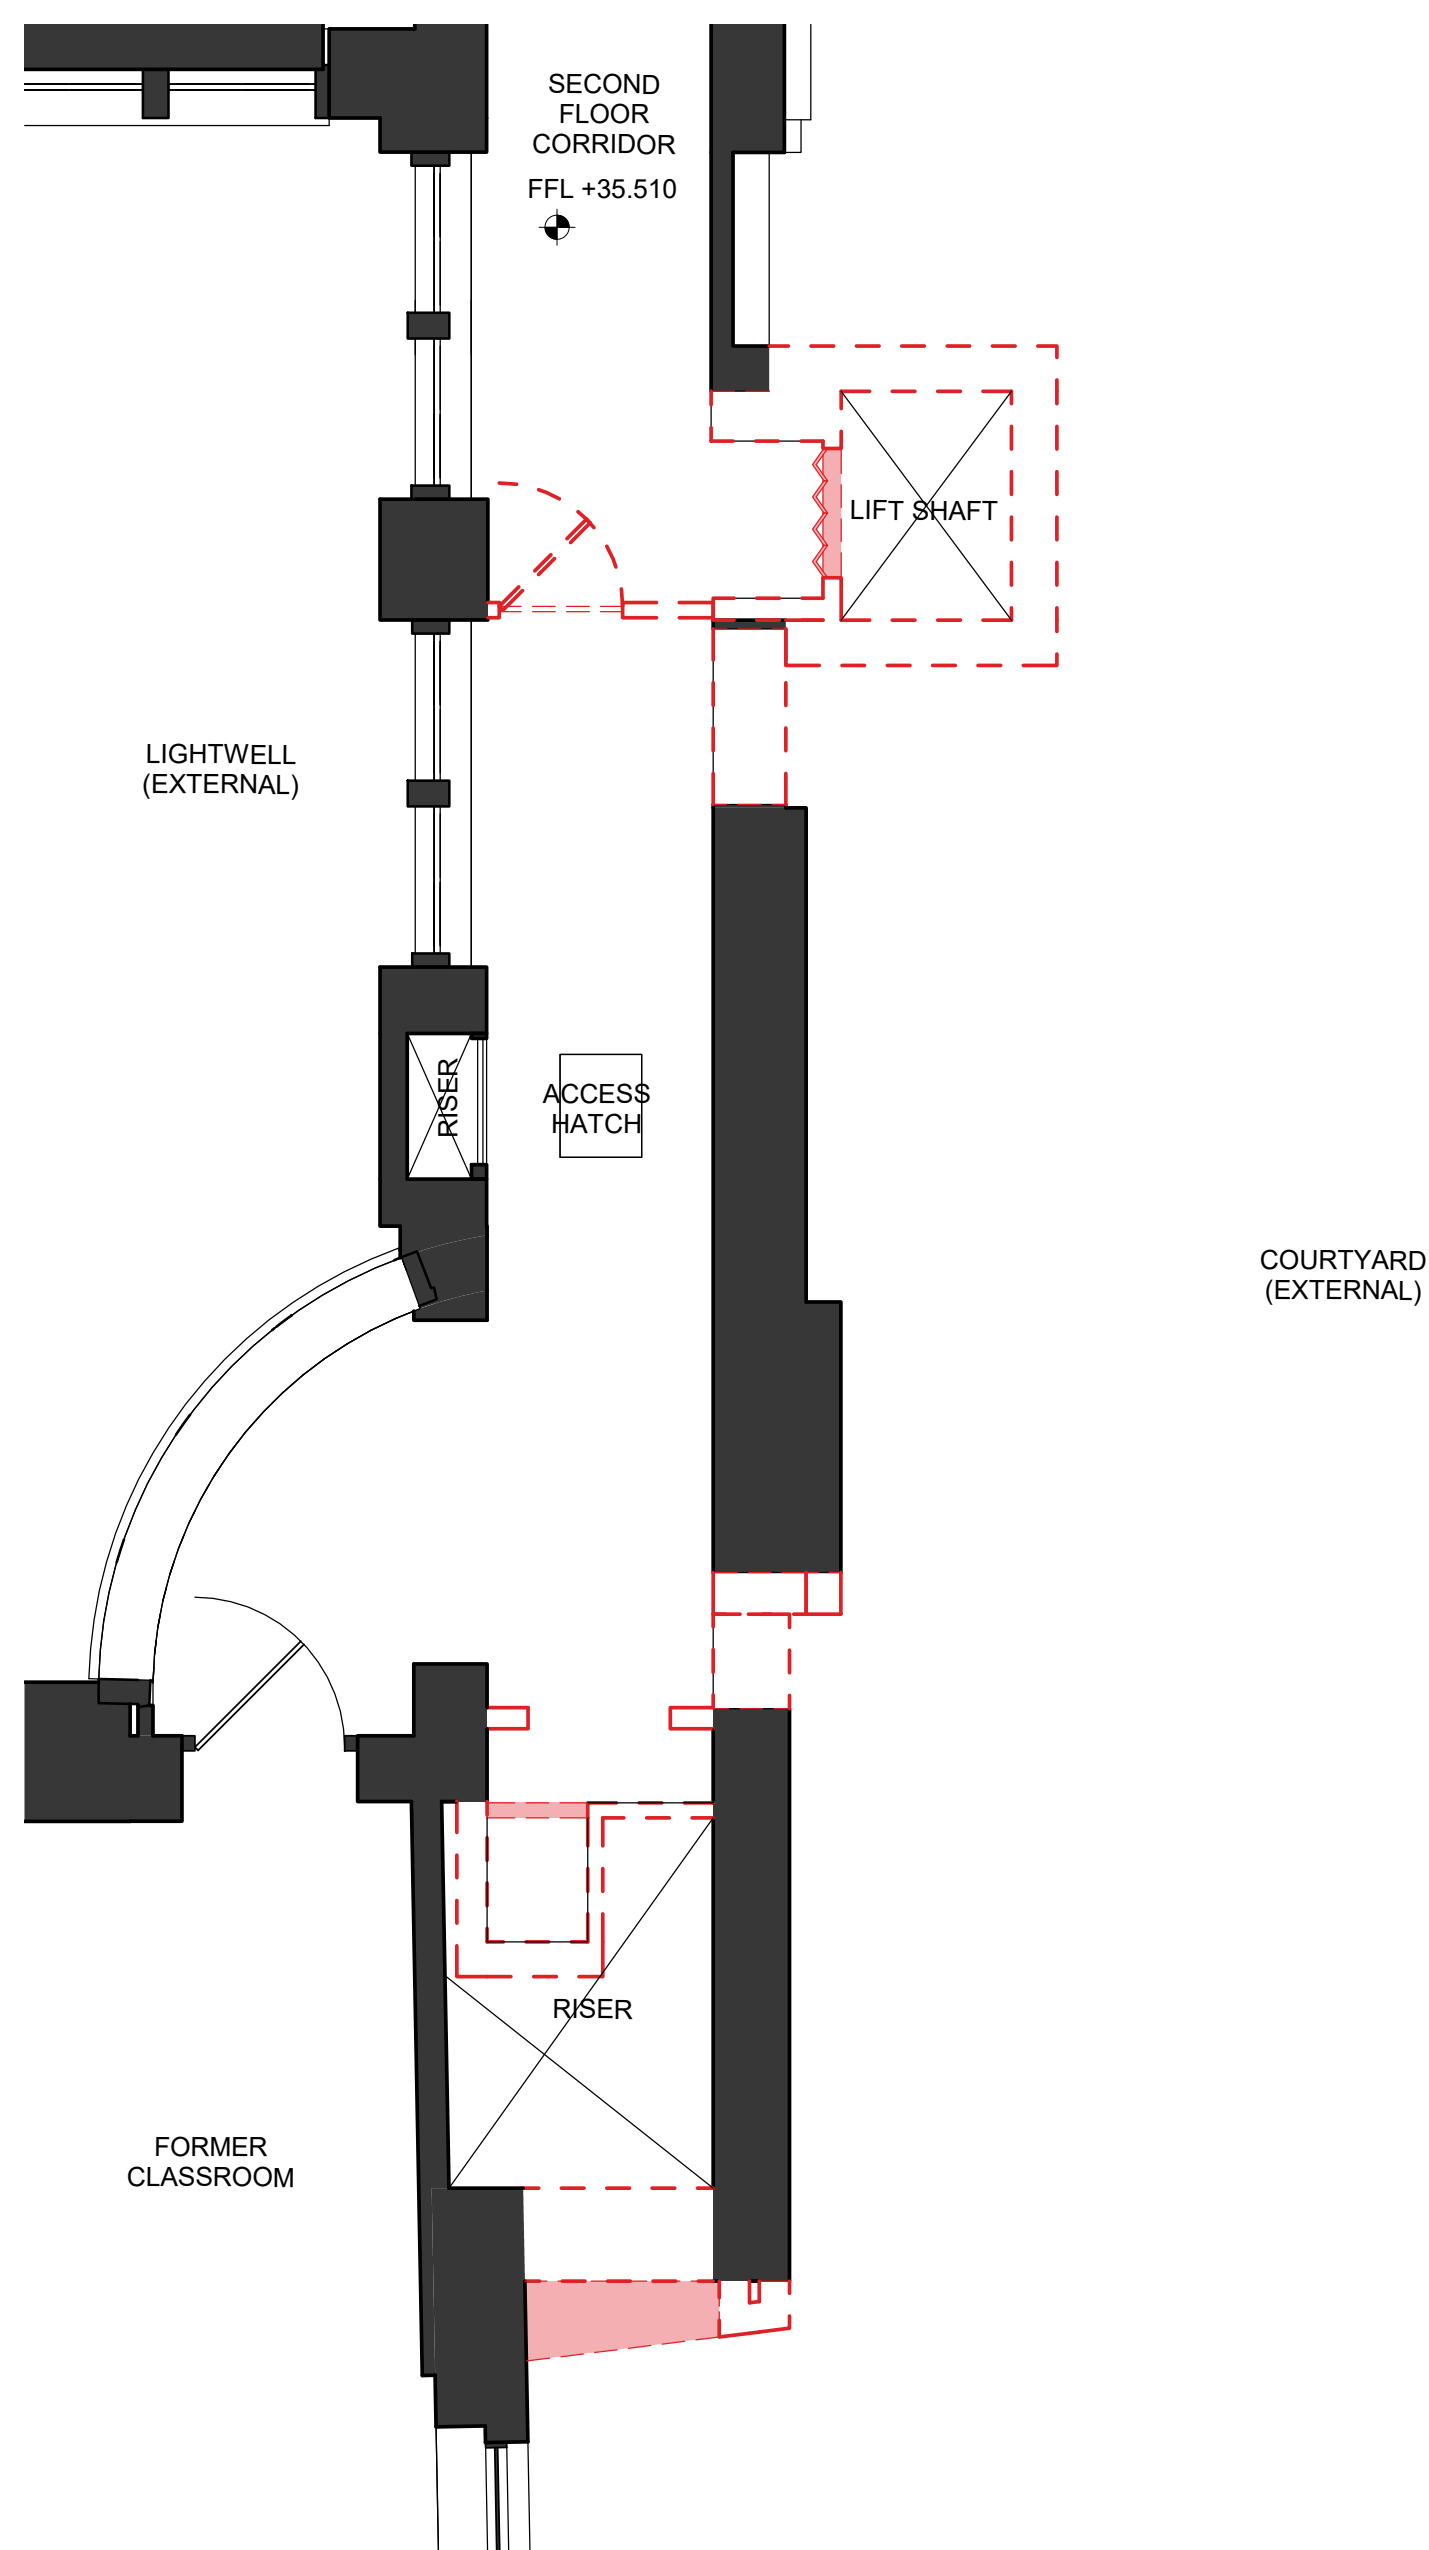 SECOND
FLOOR
CORRIDOR
FFL +35.510
LIFT SHAFT
LIGHTWELL
(EXTERNAL)
RISER
ACCESS
HATCH
COURTYARD
(EXTERNAL)
RISER
FORMER
CLASSROOM